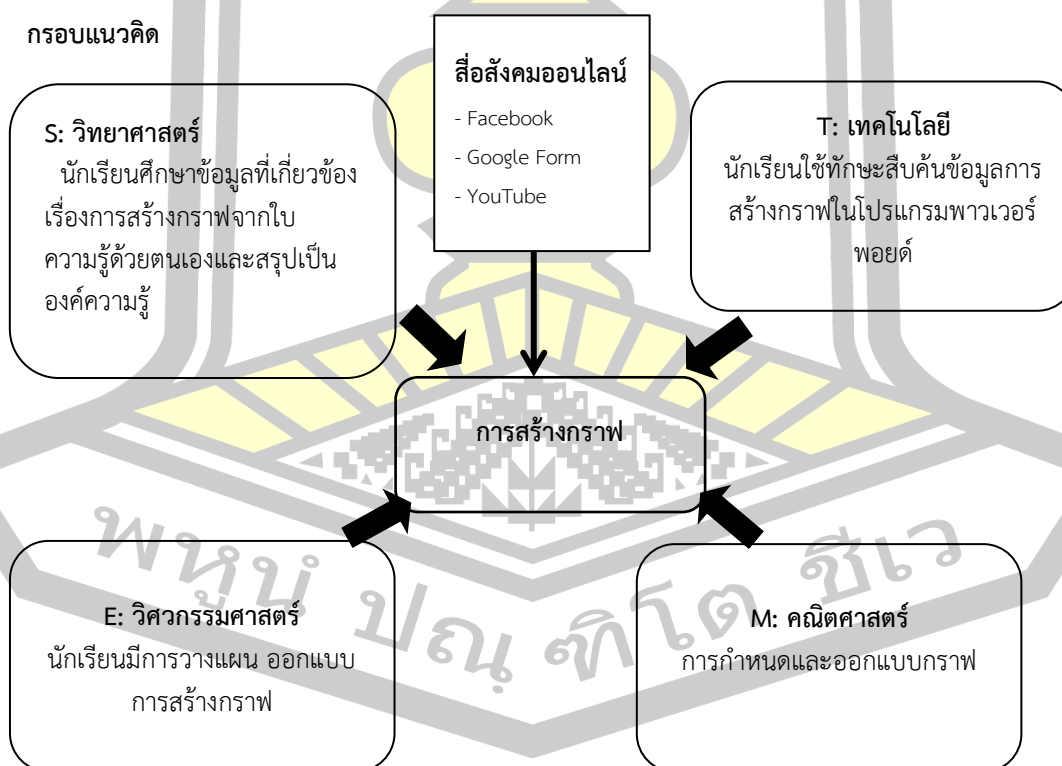 กรอบแนวคิด
สื่อสังคมออนไลน์
- Facebook
- Google Form
- YouTube
S: วิทยาศาสตร์
นักเรียนศึกษาข้อมูลที่เกี่ยวข้อง
เรื่องการสร้างกราฟจากใบ
ความรู้ด้วยตนเองและสรุปเป็น
องค์ความรู้
T: เทคโนโลยี
นักเรียนใช้ทักษะสืบค้นข้อมูลการ
สร้างกราฟในโปรแกรมพาวเวอร์
พอยด์
การสร้างกราฟ
E: วิศวกรรมศาสตร์
นักเรียนมีการวางแผน ออกแบบ
การสร้างกราฟ
M: คณิตศาสตร์
การกำหนดและออกแบบกราฟ
พหูนํ ปณฺฑิโต ชีเว